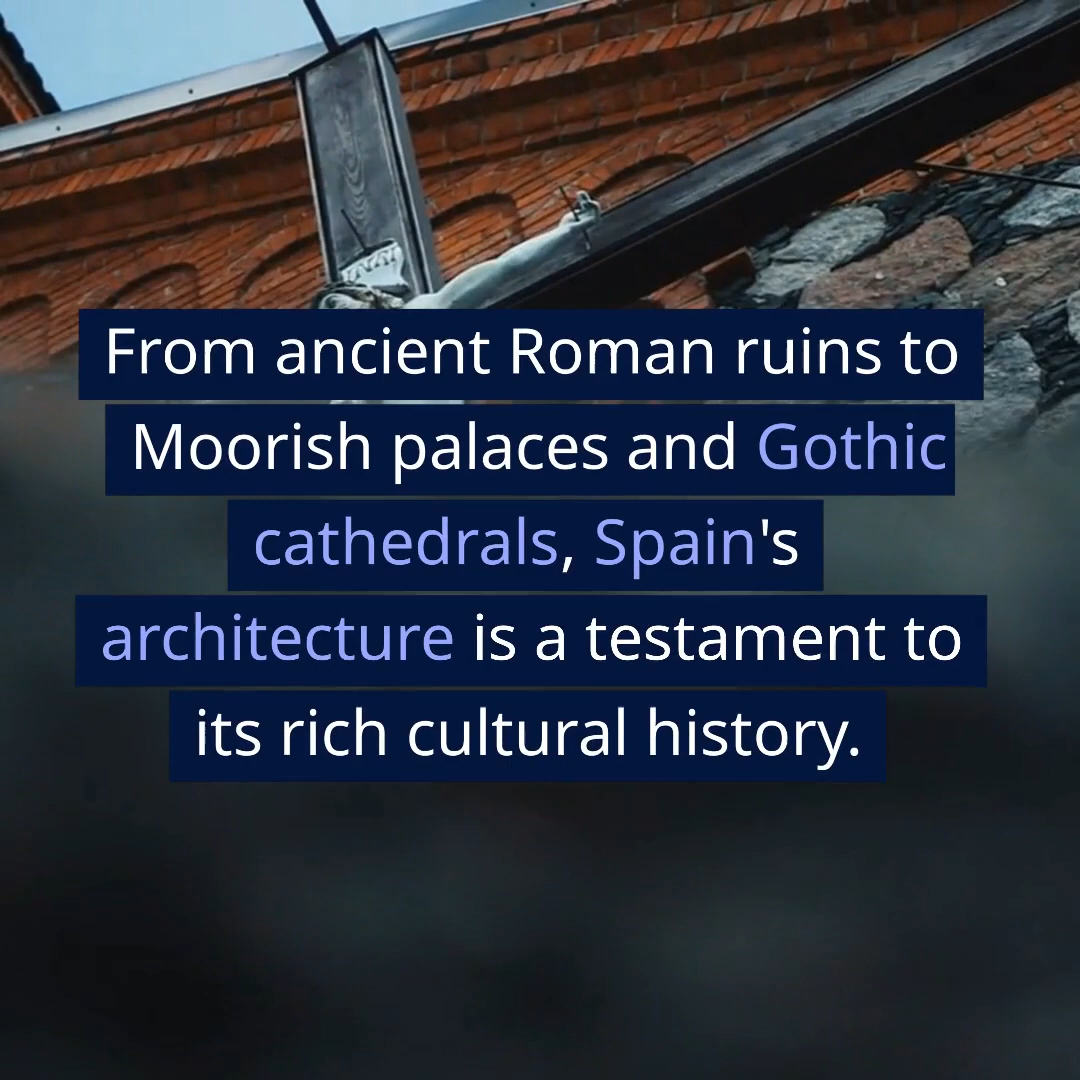 From ancient Roman ruins to
Moorish palaces and Gothic
cathedrals, Spain's
architecture is a testament to
its rich cultural history.